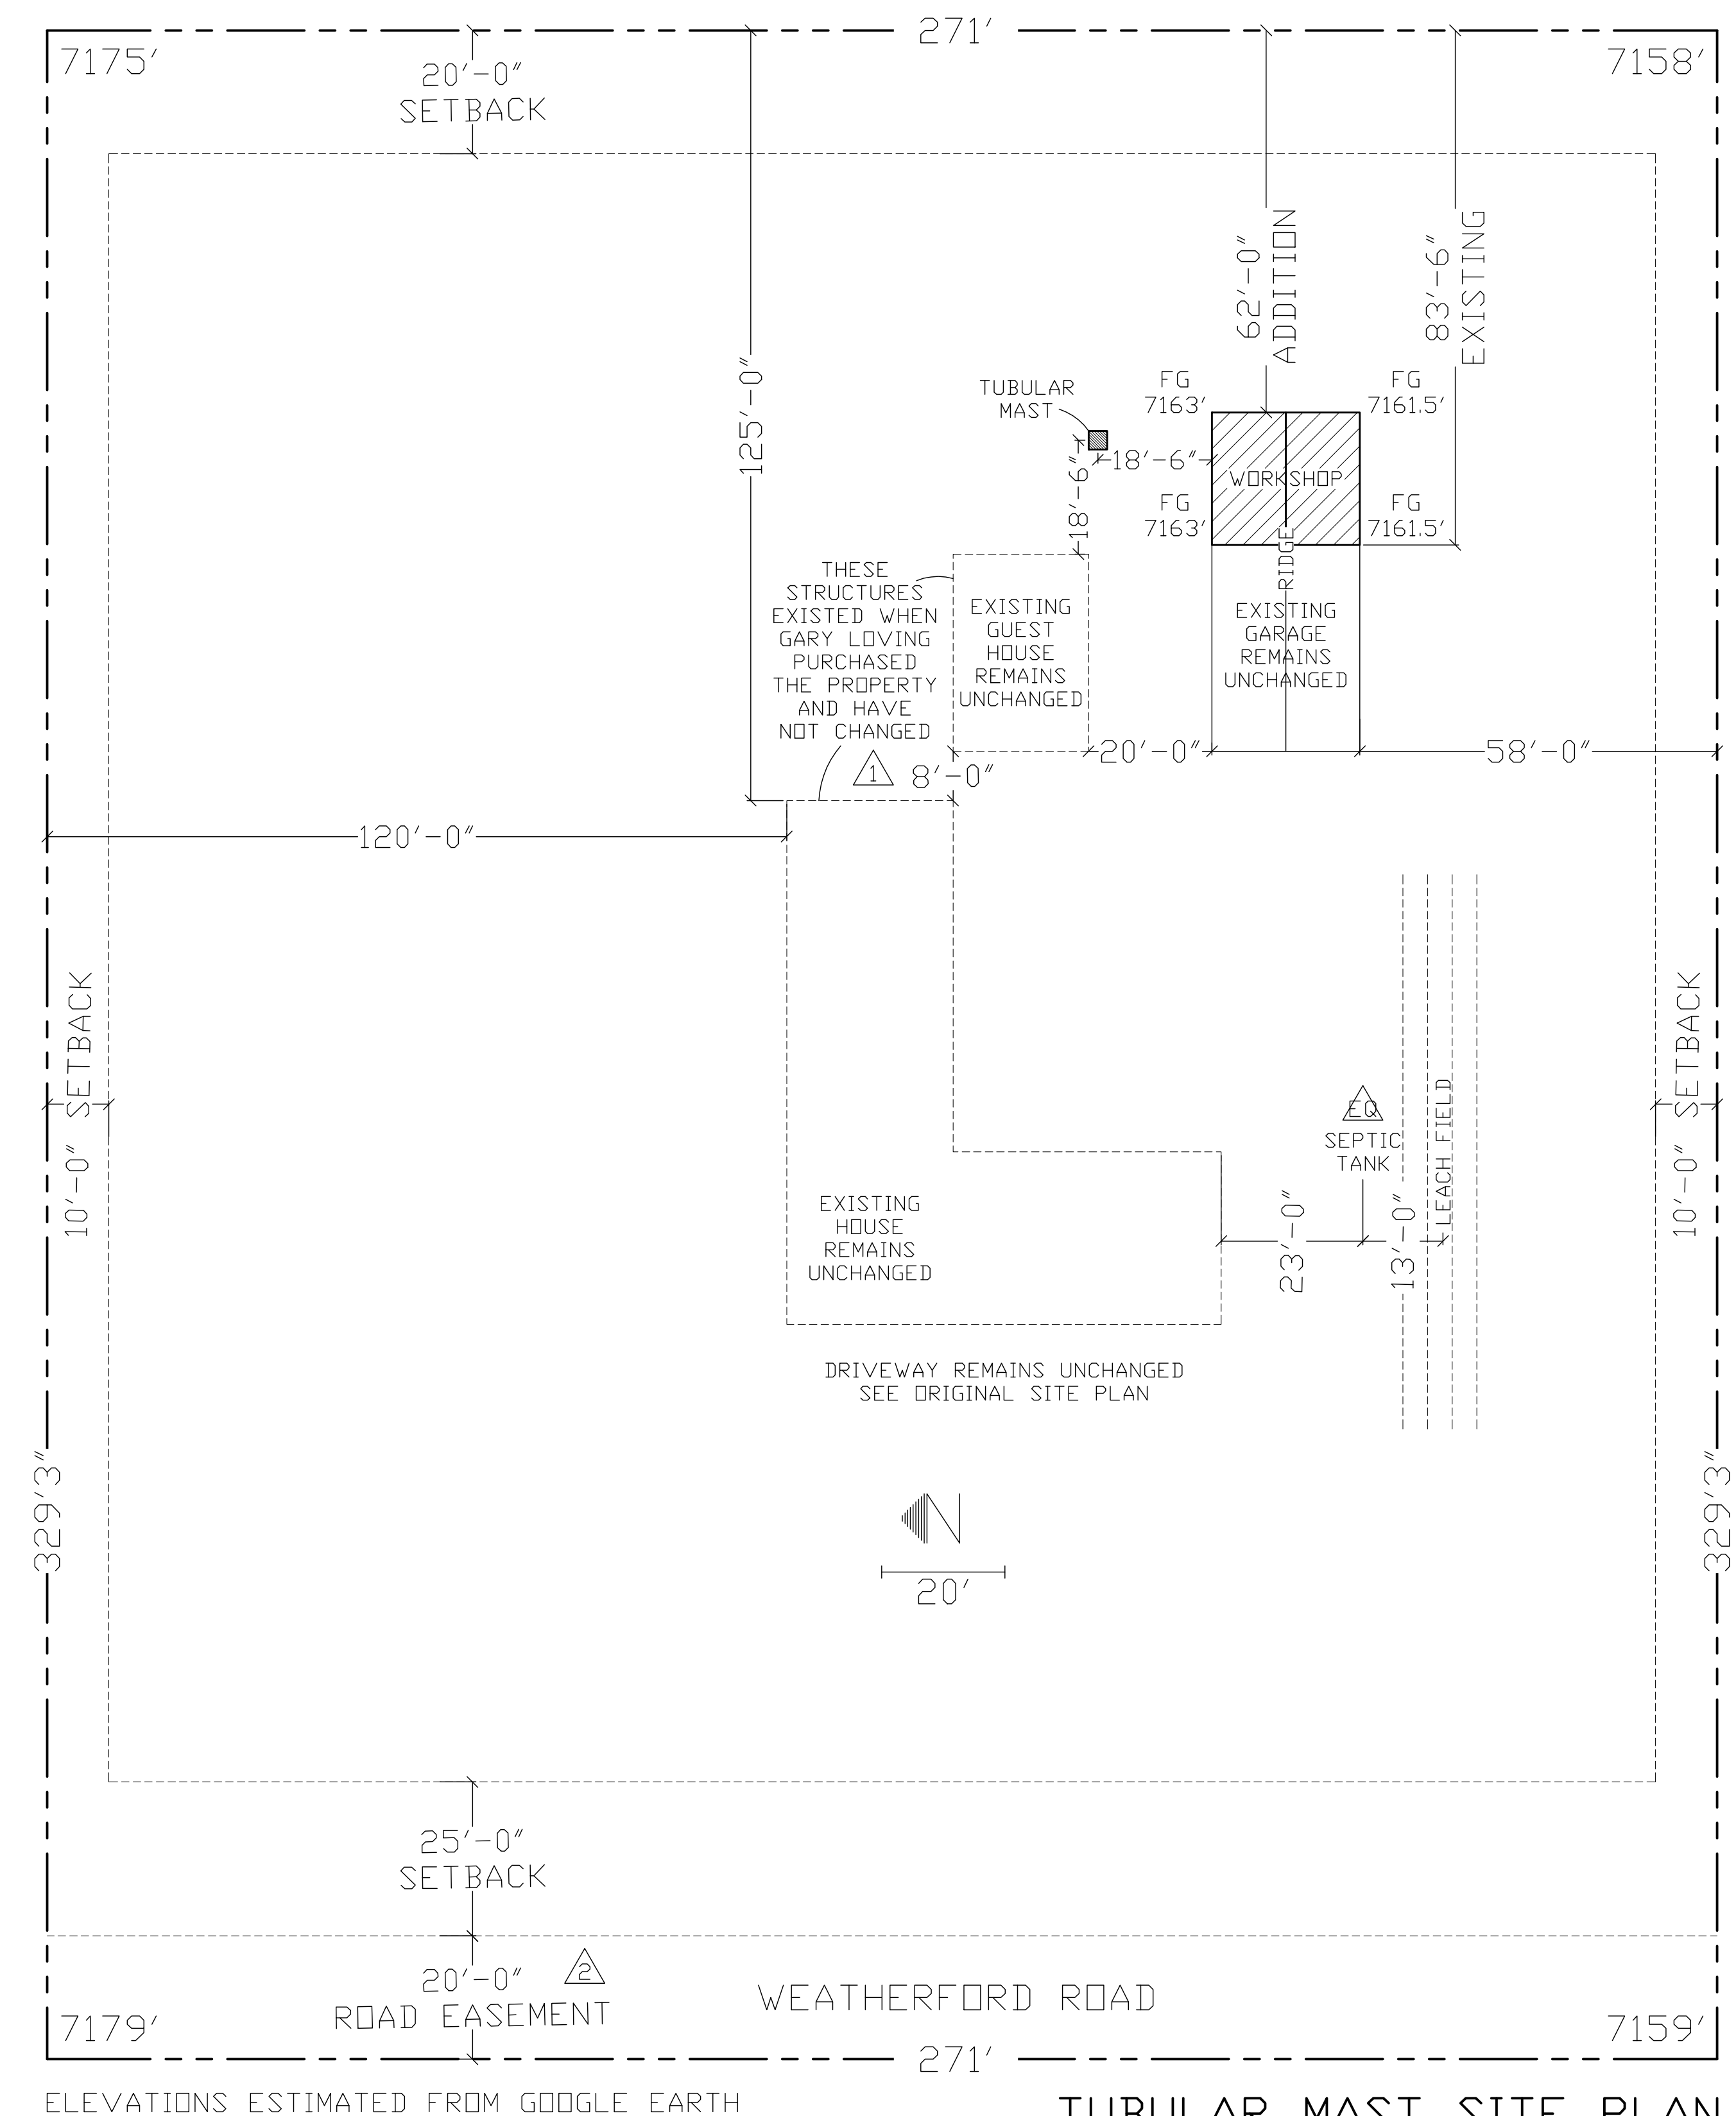 271'
7175'
7158'
20'-0"
SETBACK
125'-0"
62'-0"
ADDITION
83'-6"
EXISTING
TUBULAR
MAST
FG
7163'
FG
7161.5'
18'-6"
18'-6"
WORKSHOP
FG
7163'
FG
7161.5'
RIDGE
THESE
STRUCTURES
EXISTED WHEN
GARY LOVING
PURCHASED
THE PROPERTY
AND HAVE
NOT CHANGED
EXISTING
GUEST
HOUSE
REMAINS
UNCHANGED
EXISTING
GARAGE
REMAINS
UNCHANGED
1
8'-0"
20'-0"
58'-0"
120'-0"
10'-0" SETBACK
10'-0" SETBACK
EQ
SEPTIC
TANK
LEACH FIELD
23'-0"
13'-0"
EXISTING
HOUSE
REMAINS
UNCHANGED
DRIVEWAY REMAINS UNCHANGED
SEE ORIGINAL SITE PLAN
329'3"
329'3"
N
20'
25'-0"
SETBACK
20'-0"
ROAD EASEMENT
2
WEATHERFORD ROAD
7179'
7159'
271'
ELEVATIONS ESTIMATED FROM GOOGLE EARTH
TUBULAR MAST SITE PLAN